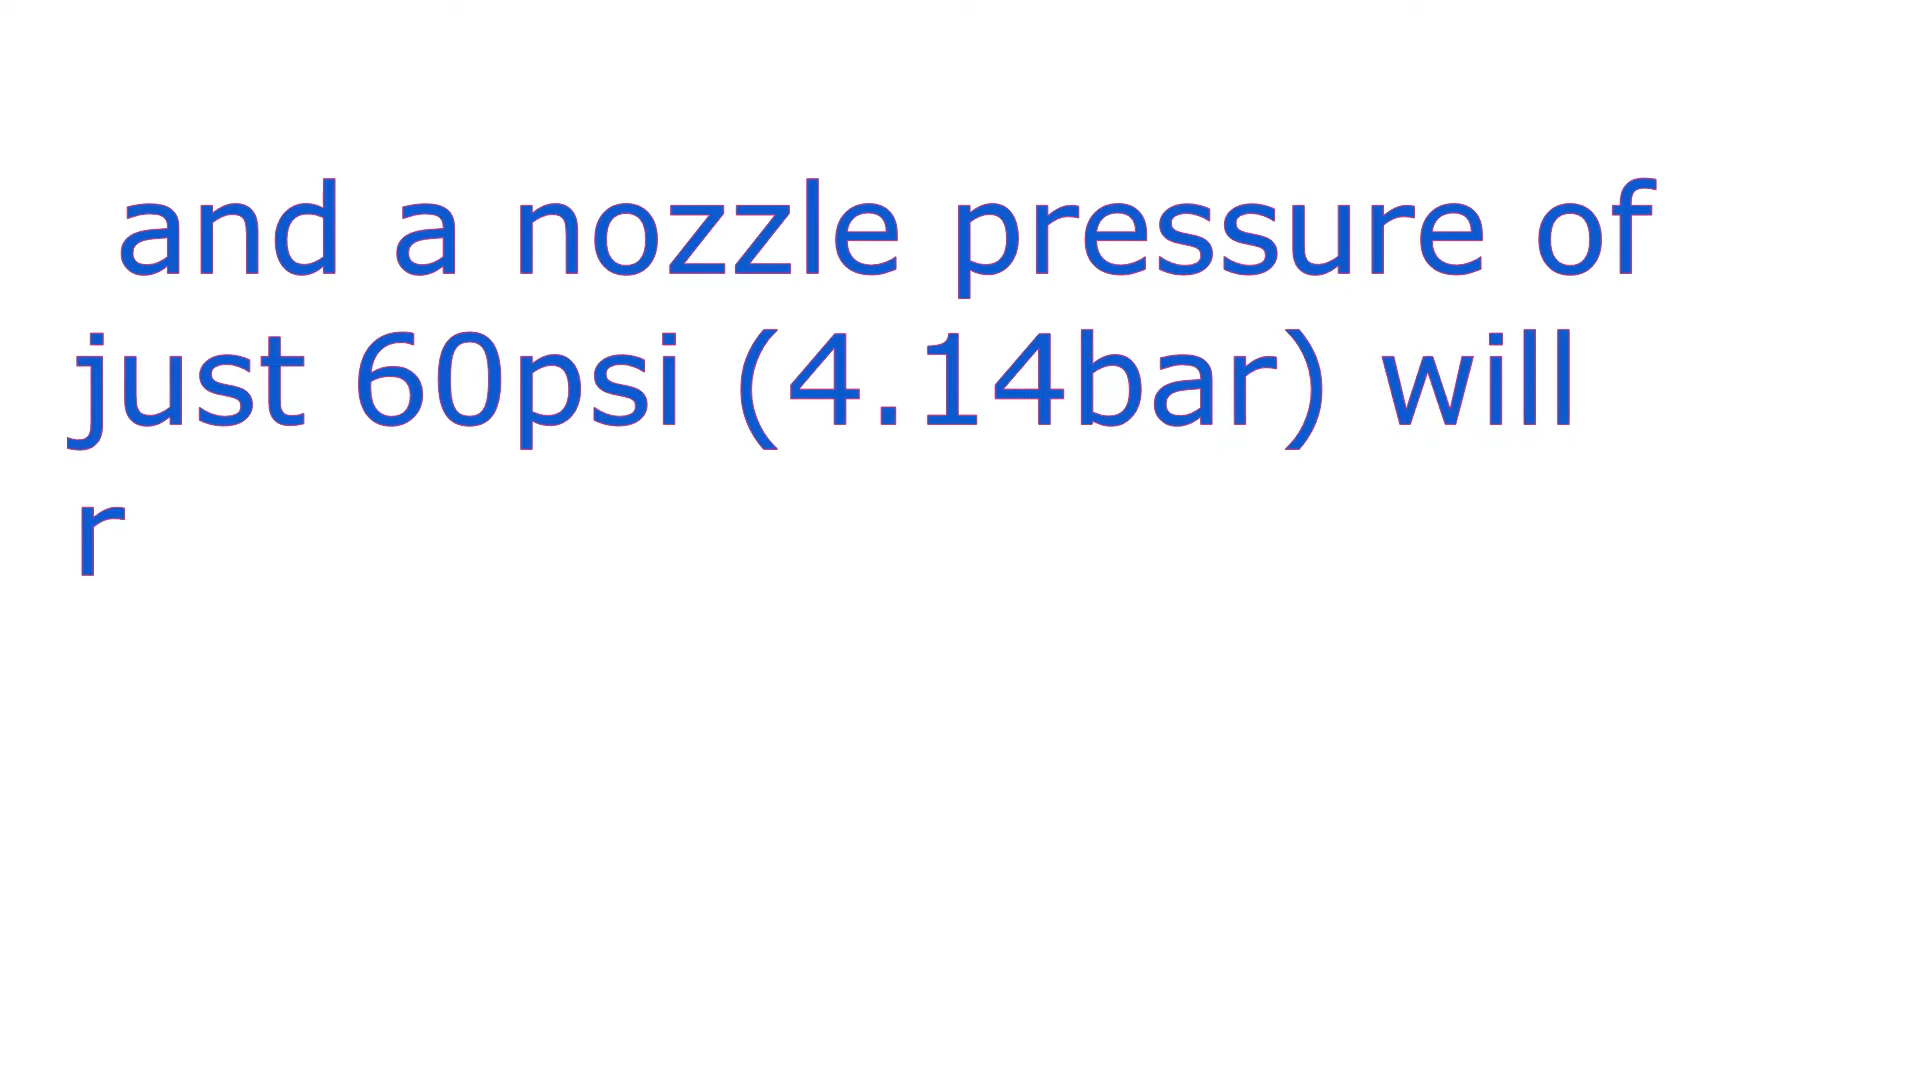 and a nozzle pressure of
just 60psi (4.14bar) will
r